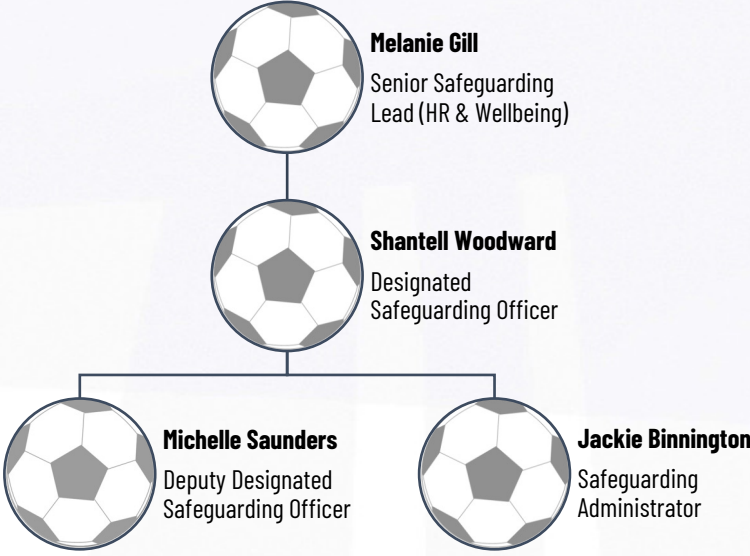 Melanie Gill
Senior Safeguarding
Lead (HR & Wellbeing)
Shantell Woodward
Designated
Safeguarding Officer
Michelle Saunders
Deputy Designated
Safeguarding Officer
Jackie Binnington
Safeguarding
Administrator